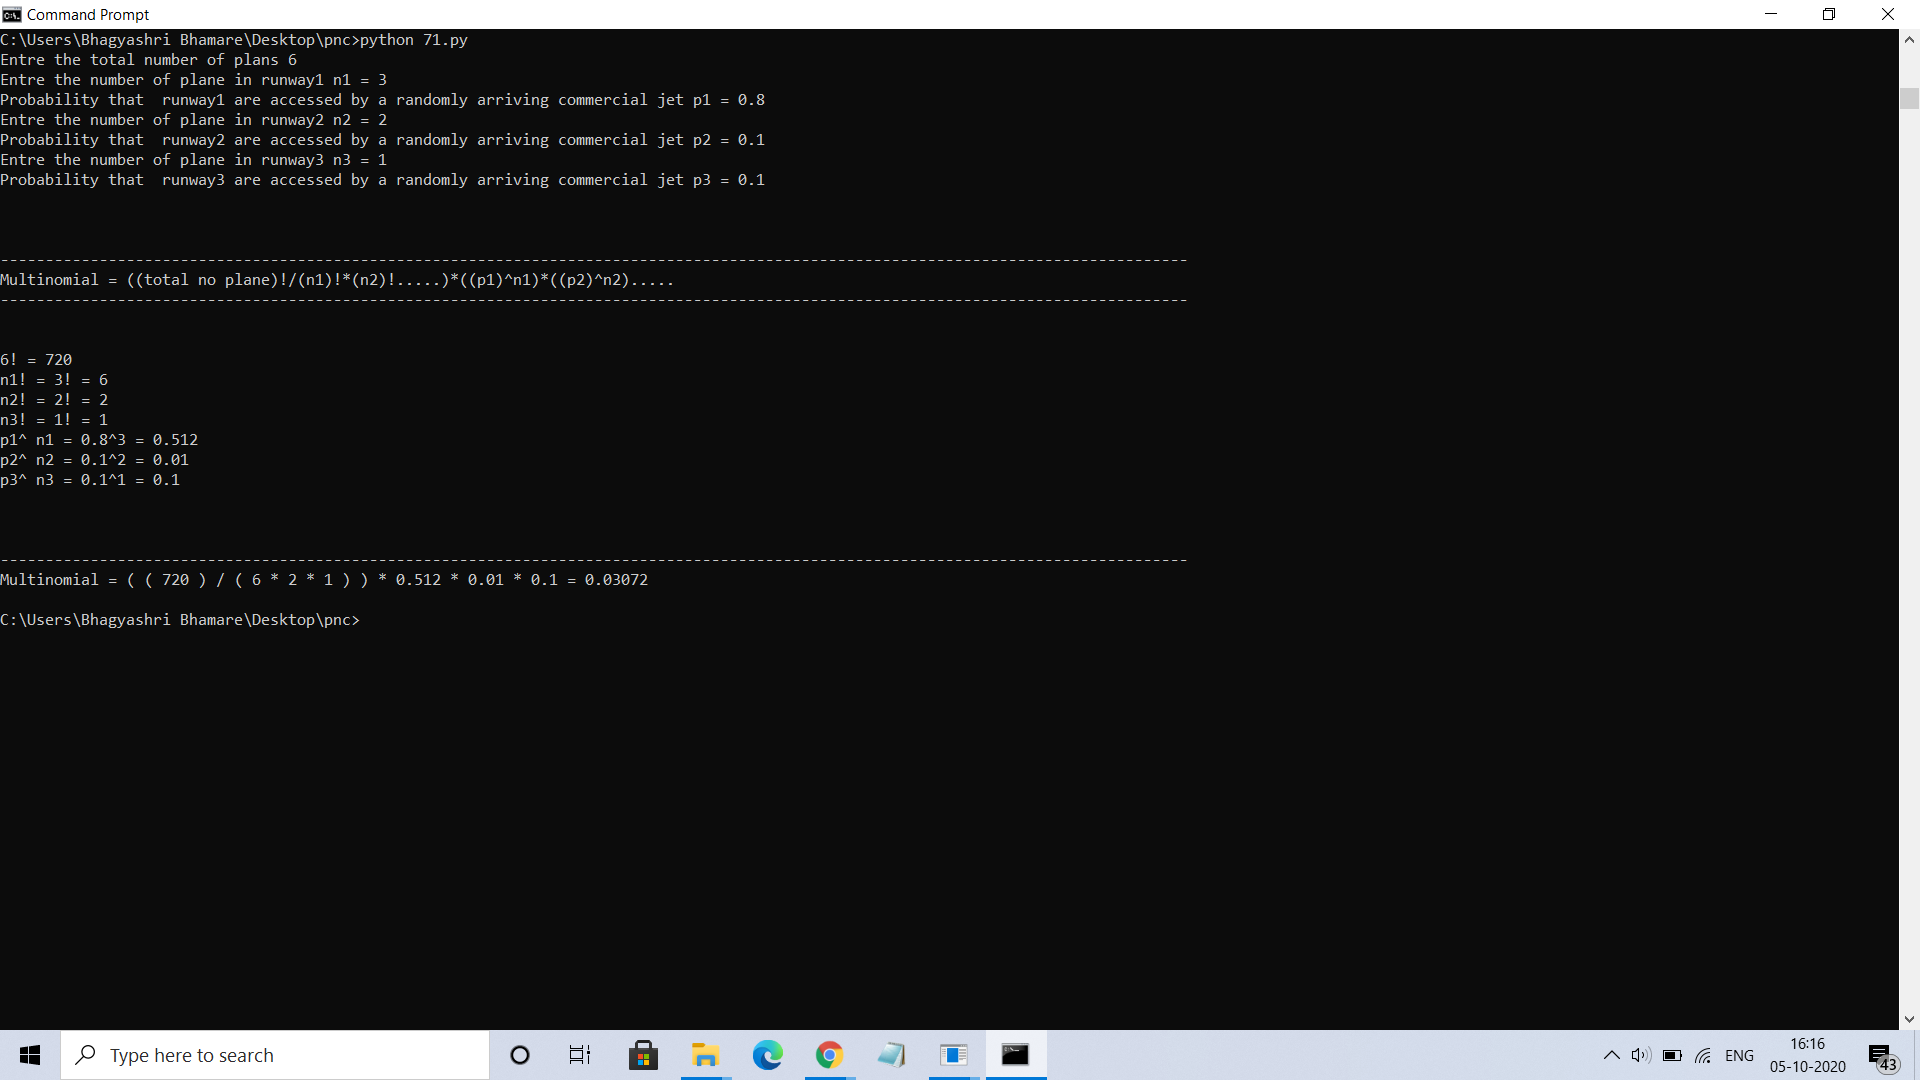 Command Prompt
C:\Users\Bhagyashri Bhamare\Desktop\pnc>python 71.py
Entre the total number of plans 6
Entre the number of plane in runway1 n1 = 3
Probability that  runway1 are accessed by a randomly arriving commercial jet p1 = 0.8
Entre the number of plane in runway2 n2 = 2
Probability that  runway2 are accessed by a randomly arriving commercial jet p2 = 0.1
Entre the number of plane in runway3 n3 = 1
Probability that  runway3 are accessed by a randomly arriving commercial jet p3 = 0.1
------------------------------------------------------------------------------------------------------------------------------------
Multinomial = ((total no plane)!/(n1)!*(n2)!.....)*((p1)^n1)*((p2)^n2).....
------------------------------------------------------------------------------------------------------------------------------------
6! = 720
n1! = 3! = 6
n2! = 2! = 2
n3! = 1! = 1
p1^ n1 = 0.8^3 = 0.512
p2^ n2 = 0.1^2 = 0.01
p3^ n3 = 0.1^1 = 0.1
------------------------------------------------------------------------------------------------------------------------------------
Multinomial = ( ( 720 ) / ( 6 * 2 * 1 ) ) * 0.512 * 0.01 * 0.1 = 0.03072
C:\Users\Bhagyashri Bhamare\Desktop\pnc>
Type here to search
ENG
16:16
05-10-2020
43